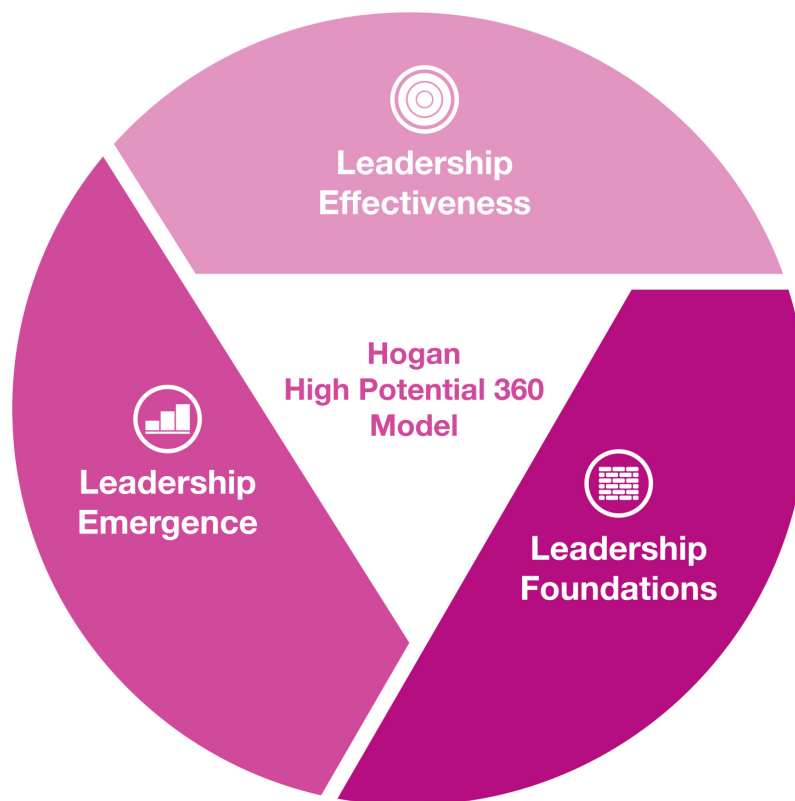 Leadership
Effectiveness
Hogan
High Potential 360
Model
Leadership
Emergence
Leadership
Foundations